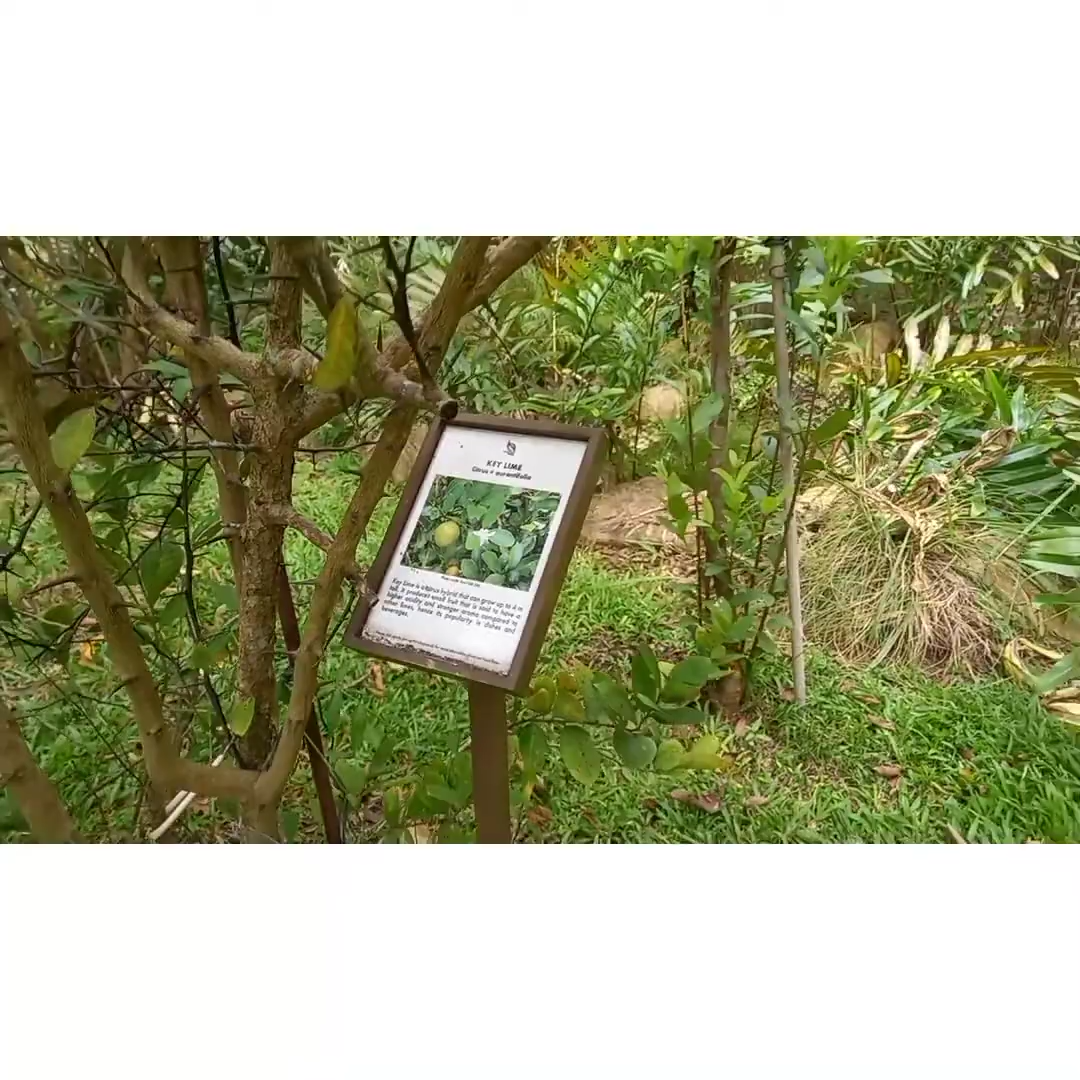 KEY LIME
Citrus × aurantifolia
Key Lime is a citrus hybrid that can grow up to 4 m
tall. It produces small fruit that is said to have a
higher acidity and stronger aroma compared to
other limes, hence its popularity in dishes and
beverages.